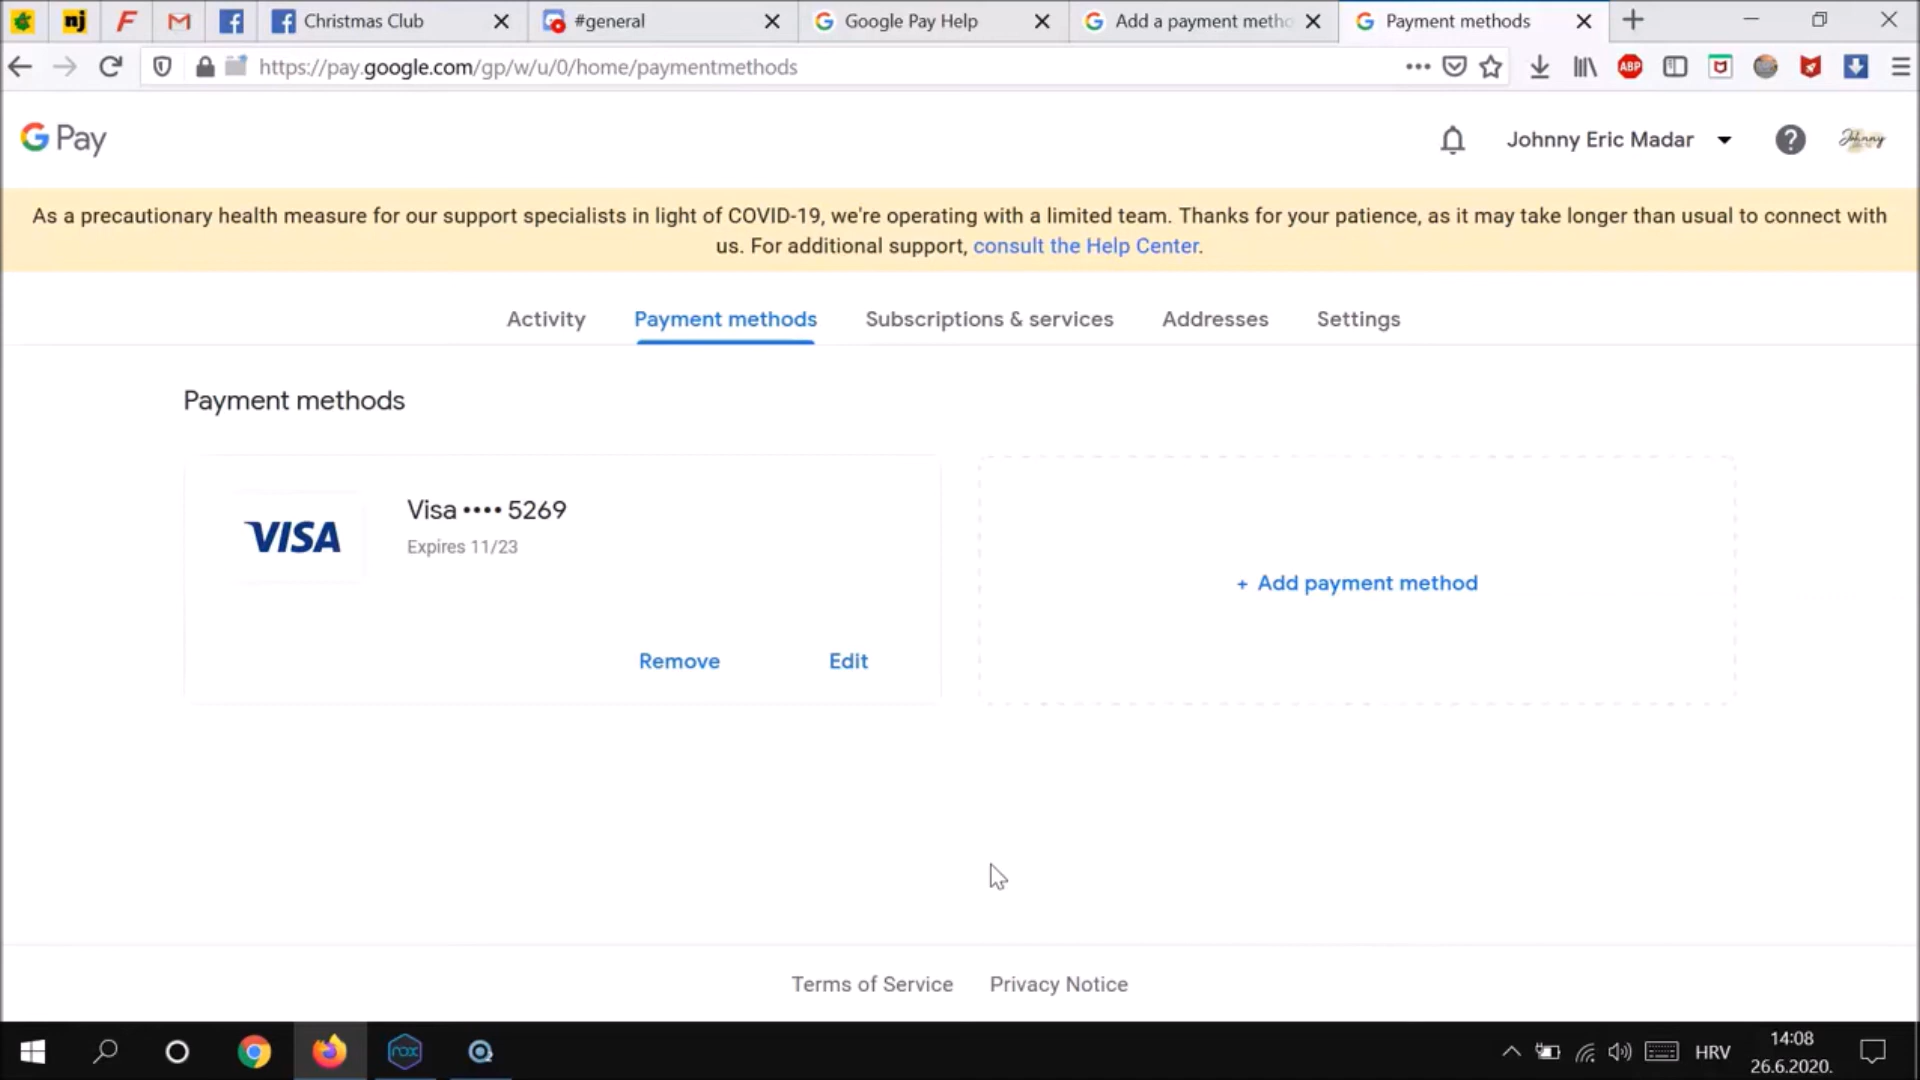 nj
F
Christmas Club
#general
Google Pay Help
Add a payment metho
Payment methods
https://pay.google.com/gp/w/u/0/home/paymentmethods
ABP
G Pay
Johnny Eric Madar
?
Johnny
As a precautionary health measure for our support specialists in light of COVID-19, we're operating with a limited team. Thanks for your patience, as it may take longer than usual to connect with
us. For additional support, consult the Help Center.
Activity
Payment methods
Subscriptions & services
Addresses
Settings
Payment methods
VISA
Visa •••• 5269
Expires 11/23
+ Add payment method
Remove
Edit
Terms of Service
Privacy Notice
nox
HRV
14:08
26.6.2020.